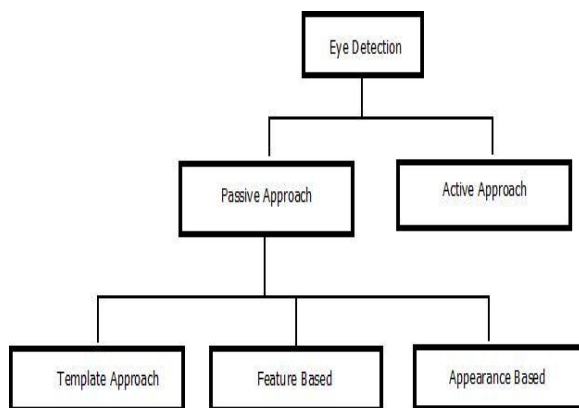 Eye Detection
Passive Approach
Active Approach
Template Approach
Feature Based
Appearance Based